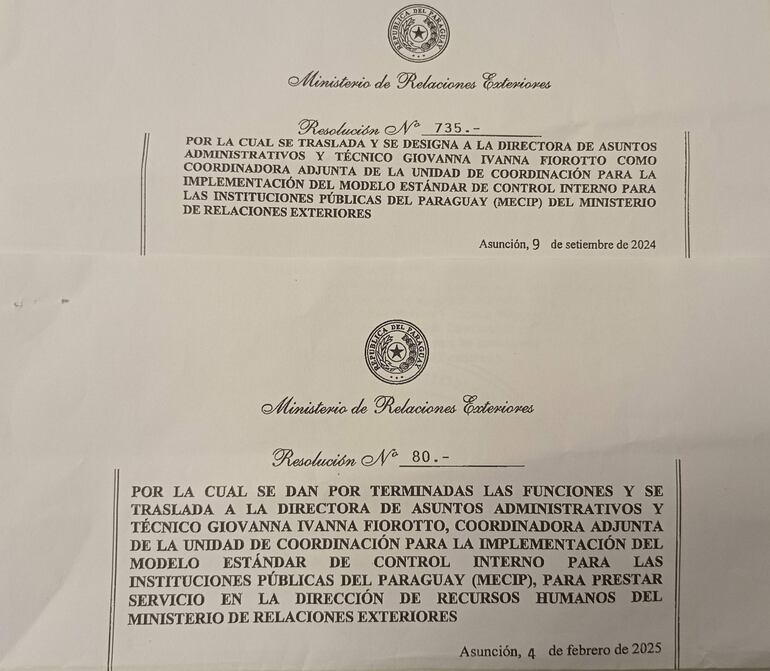 REPUBLICA DEL PARAGUAY
Ministerio de Relaciones Exteriores
Resolución Nº 735.-
POR LA CUAL SE TRASLADA Y SE DESIGNA A LA DIRECTORA DE ASUNTOS
ADMINISTRATIVOS Y TÉCNICO GIOVANNA IVANNA FIOROTTO COMO
COORDINADORA ADJUNTA DE LA UNIDAD DE COORDINACIÓN PARA LA
IMPLEMENTACIÓN DEL MODELO ESTÁNDAR DE CONTROL INTERNO PARA
LAS INSTITUCIONES PÚBLICAS DEL PARAGUAY (MECIP) DEL MINISTERIO
DE RELACIONES EXTERIORES
Asunción, 9 de setiembre de 2024
REPUBLICA DEL PARAGUAY
Ministerio de Relaciones Exteriores
Resolución Nº 80.-
POR LA CUAL SE DAN POR TERMINADAS LAS FUNCIONES Y SE
TRASLADA A LA DIRECTORA DE ASUNTOS ADMINISTRATIVOS Y
TÉCNICO GIOVANNA IVANNA FIOROTTO, COORDINADORA ADJUNTA
DE LA UNIDAD DE COORDINACIÓN PARA LA IMPLEMENTACIÓN DEL
MODELO ESTÁNDAR DE CONTROL INTERNO PARA LAS
INSTITUCIONES PÚBLICAS DEL PARAGUAY (MECIP), PARA PRESTAR
SERVICIO EN LA DIRECCIÓN DE RECURSOS HUMANOS DEL
MINISTERIO DE RELACIONES EXTERIORES
Asunción, 4 de febrero de 2025